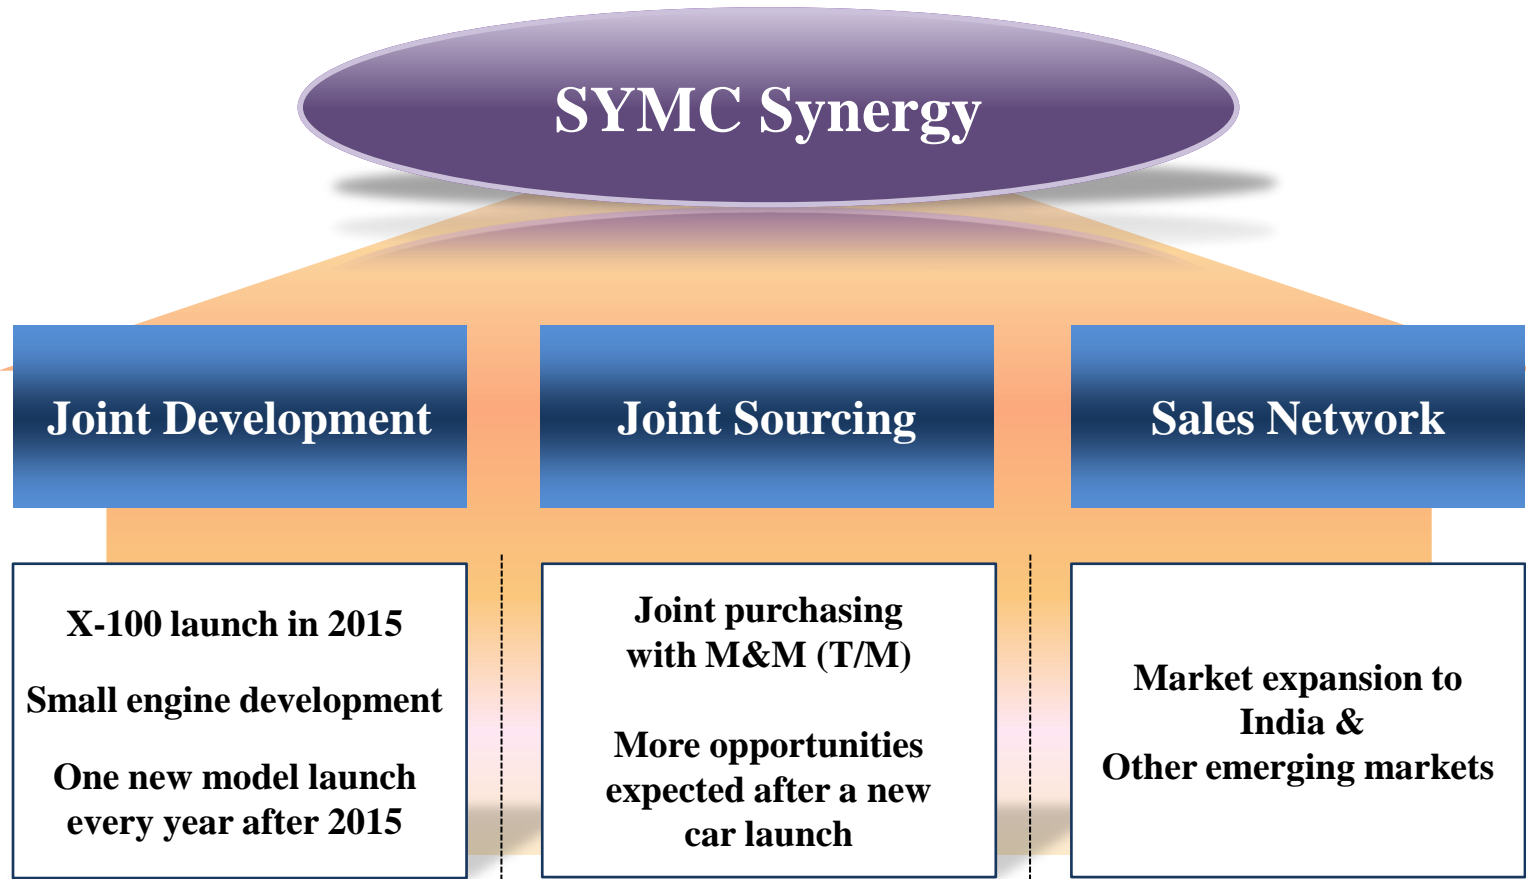 SYMC Synergy
Joint Development
Joint Sourcing
Sales Network
X-100 launch in 2015
Small engine development
One new model launch
every year after 2015
Joint purchasing
with M&M (T/M)
More opportunities
expected after a new
car launch
Market expansion to
India &
Other emerging markets